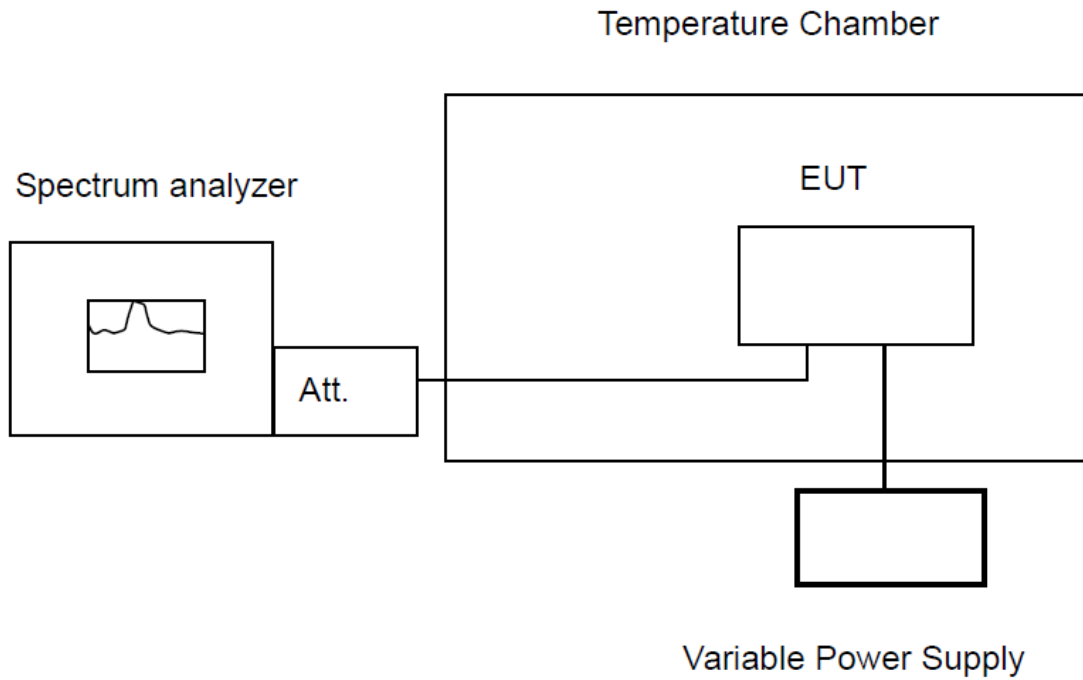 Temperature Chamber
Spectrum analyzer
EUT
Att.
Variable Power Supply